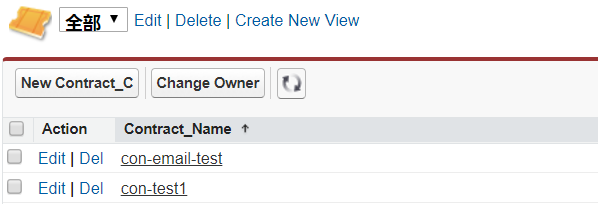 全部 Edit | Delete | Create New View
New Contract_C Change Owner
Action Contract_Name
Edit | Del con-email-test
Edit | Del con-test1